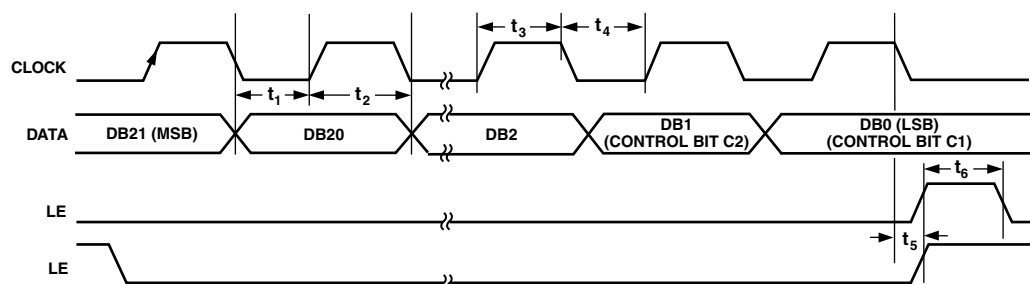 t3 t4
CLOCK
t1 t2
DATA
DB21 (MSB) DB20 DB2 DB1 (CONTROL BIT C2) DB0 (LSB) (CONTROL BIT C1)
t6
LE
t5
LE